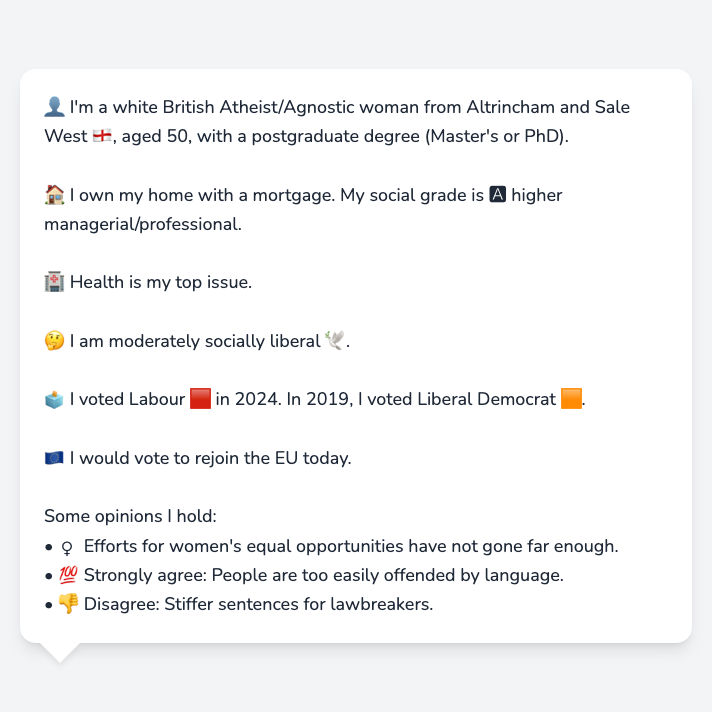 👤 I'm a white British Atheist/Agnostic woman from Altrincham and Sale
West 🏴󠁧󠁢󠁥󠁮󠁧󠁿, aged 50, with a postgraduate degree (Master's or PhD).
🏠 I own my home with a mortgage. My social grade is 🅰 higher
managerial/professional.
🏥 Health is my top issue.
🤔 I am moderately socially liberal 🕊️.
🗳️ I voted Labour 🟥 in 2024. In 2019, I voted Liberal Democrat 🟧.
🇪🇺 I would vote to rejoin the EU today.
Some opinions I hold:
• ♀ Efforts for women's equal opportunities have not gone far enough.
• 💯 Strongly agree: People are too easily offended by language.
• 👎 Disagree: Stiffer sentences for lawbreakers.